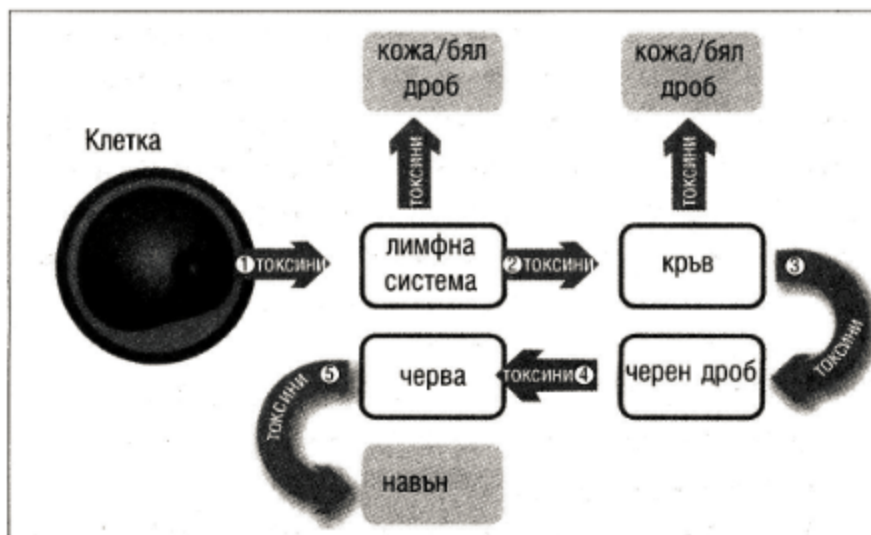 кожа/бял
дроб
кожа/бял
дроб
Клетка
токсини
токсини
1 токсини
лимфна
система
2 токсини
кръв
3
токсини
черен дроб
токсини 4
черва
5
токсини
навън